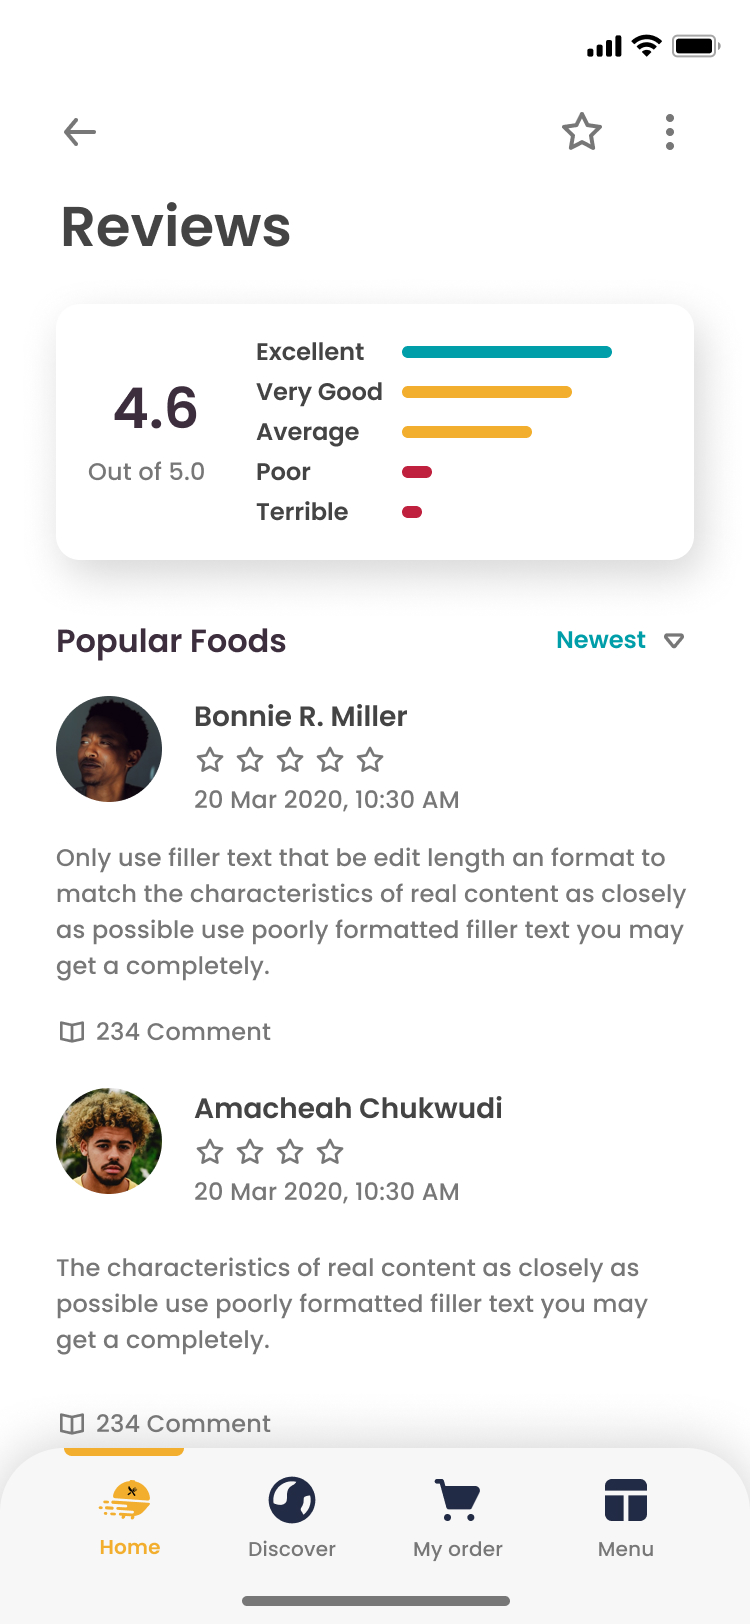 Reviews
Excellent
Very Good
4.6
Average
Out of 5.0
Poor
Terrible
Popular Foods
Newest
Bonnie R. Miller
20 Mar 2020, 10:30 AM
Only use filler text that be edit length an format to
match the characteristics of real content as closely
as possible use poorly formatted filler text you may
get a completely.
234 Comment
Amacheah Chukwudi
20 Mar 2020, 10:30 AM
The characteristics of real content as closely as
possible use poorly formatted filler text you may
get a completely.
234 Comment
Home
Discover
My order
Menu